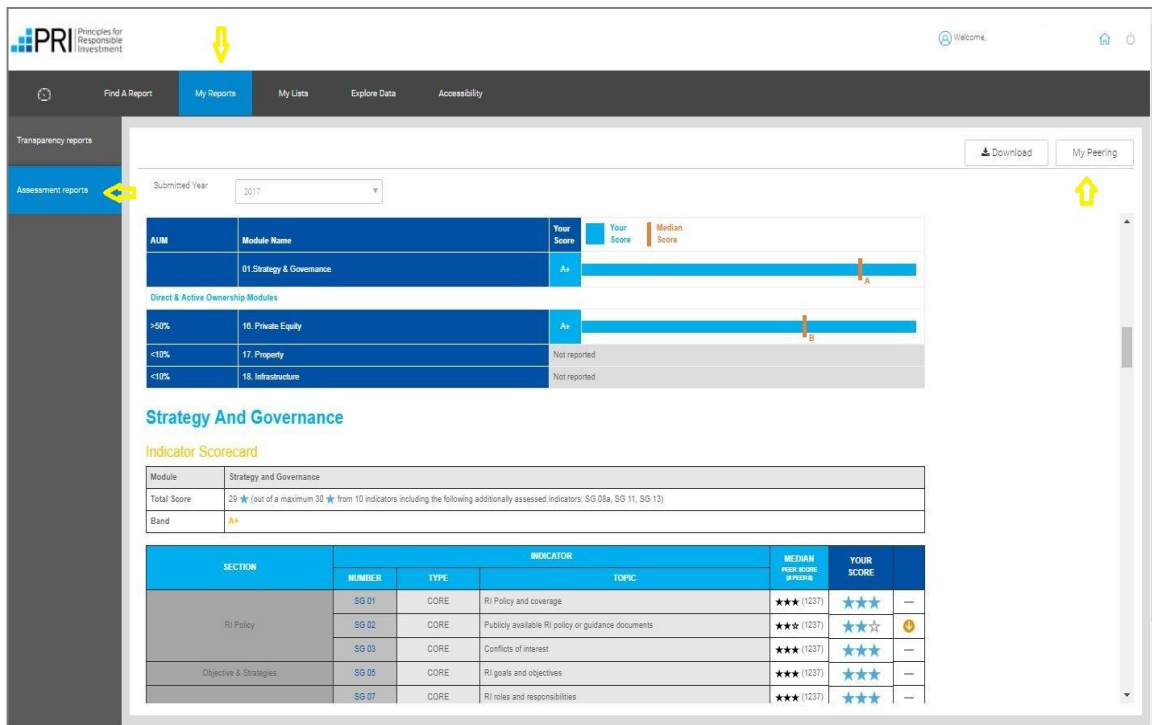 PRI Principles for
Responsible
Investment
Welcome,
Find A Report My Reports My Lists Explore Data Accessibility
Transparency reports
Assessment reports
Download My Peering
Submitted Year 2017
AUM Module Name Your
Score Your
Score Median
Score
01.Strategy & Governance A+ A
Direct & Active Ownership Modules
>50% 16. Private Equity A+ B
<10% 17. Property Not reported
<10% 18. Infrastructure Not reported
Strategy And Governance
Indicator Scorecard
Module Strategy and Governance
Total Score 29 ★ (out of a maximum 30 ★ from 10 indicators including the following additionally assessed indicators: SG 08a, SG 11, SG 13)
Band A+
SECTION INDICATOR MEDIAN
PEER SCORE
YOUR
SCORE
NUMBER TYPE TOPIC
RI Policy SG 01 CORE RI Policy and coverage ★★★ (1237) ★★★ —
SG 02 CORE Publicly available RI policy or guidance documents ★★☆ (1237) ★★☆
SG 03 CORE Conflicts of interest ★★★ (1237) ★★★ —
Objective & Strategies SG 05 CORE RI goals and objectives ★★★ (1237) ★★★ —
SG 07 CORE RI roles and responsibilities ★★★ (1237) ★★★ —